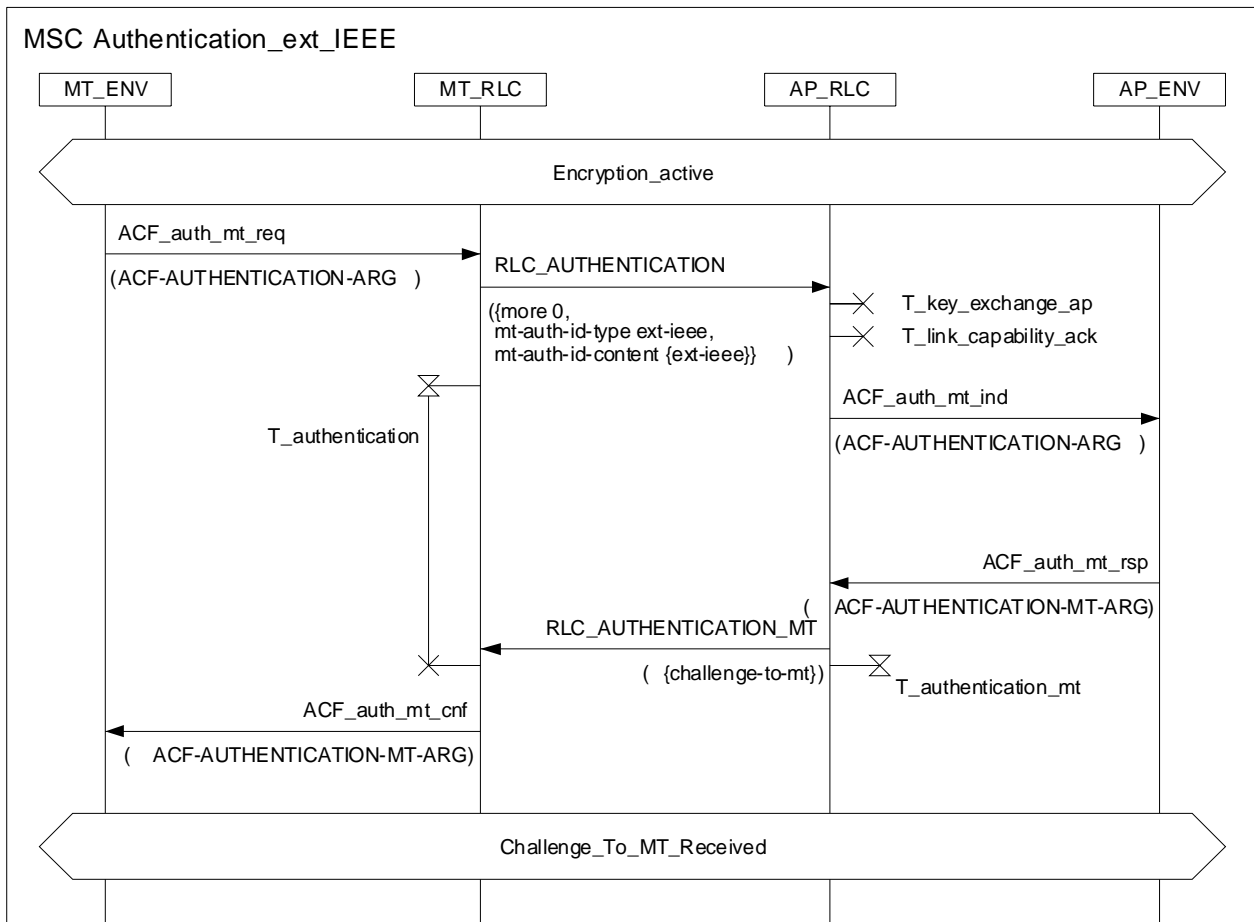 MSC Authentication_ext_IEEE
MT_ENV
MT_RLC
AP_RLC
AP_ENV
Encryption_active
ACF_auth_mt_req
(ACF-AUTHENTICATION-ARG )
RLC_AUTHENTICATION
({more 0,
mt-auth-id-type ext-ieee,
mt-auth-id-content {ext-ieee}} )
T_key_exchange_ap
T_link_capability_ack
T_authentication
ACF_auth_mt_ind
(ACF-AUTHENTICATION-ARG )
ACF_auth_mt_rsp
( ACF-AUTHENTICATION-MT-ARG)
RLC_AUTHENTICATION_MT
( {challenge-to-mt})
T_authentication_mt
ACF_auth_mt_cnf
( ACF-AUTHENTICATION-MT-ARG)
Challenge_To_MT_Received